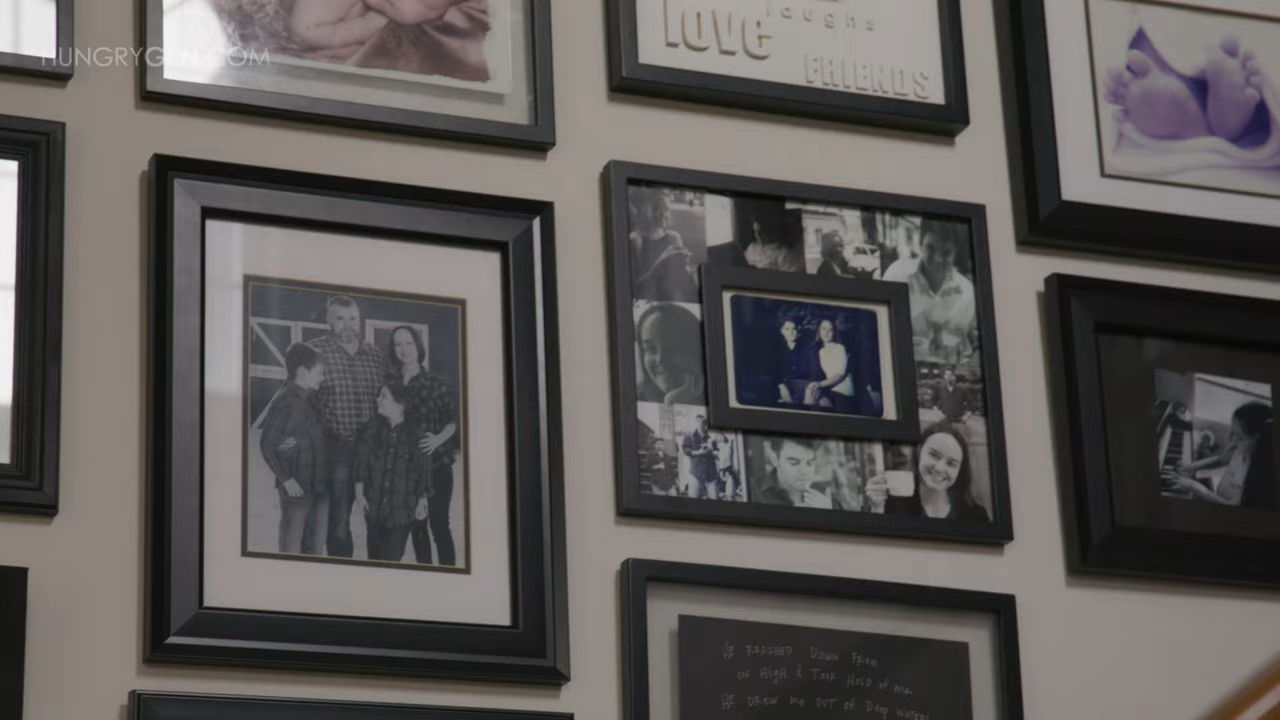 HUNGRYGEN.COM
laughs
love
FRIENDS
HE REACHED DOWN FROM
ON HIGH & TOOK HOLD OF ME
HE DREW ME OUT OF DEEP WATERS